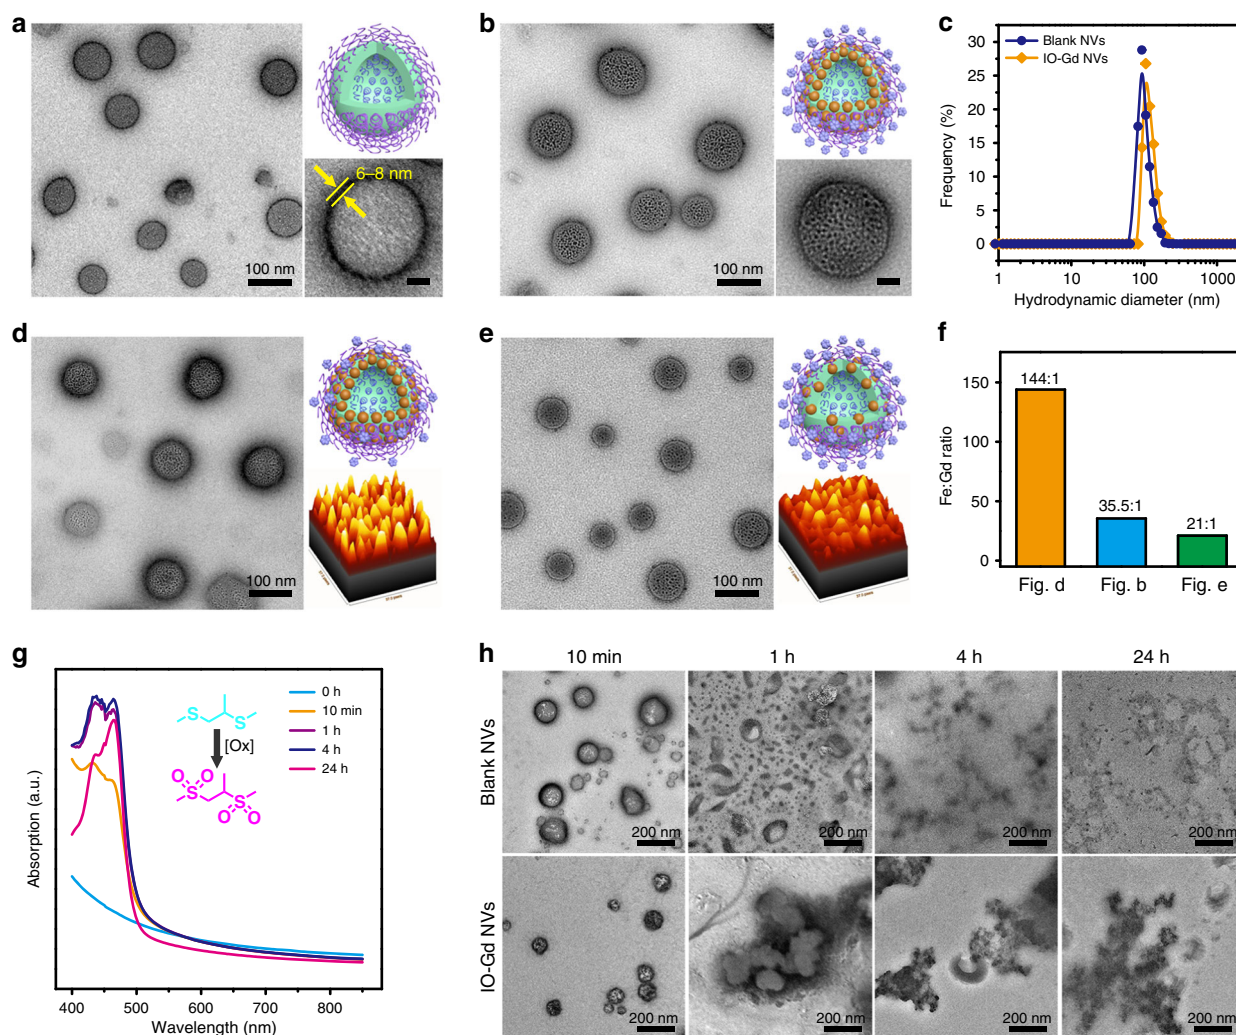 a
6–8 nm
100 nm
b
100 nm
c
Blank NVs
IO-Gd NVs
Frequency (%)
30
25
20
15
10
5
0
1
10
100
1000
Hydrodynamic diameter (nm)
d
100 nm
e
100 nm
f
Fe:Gd ratio
150
100
50
0
144:1
35.5:1
21:1
Fig. d
Fig. b
Fig. e
g
Absorption (a.u.)
0 h
10 min
1 h
4 h
24 h
S
S
[Ox]
O
O
S
S
O
O
400
500
600
700
800
Wavelength (nm)
h
10 min
1 h
4 h
24 h
Blank NVs
200 nm
200 nm
200 nm
200 nm
IO-Gd NVs
200 nm
200 nm
200 nm
200 nm